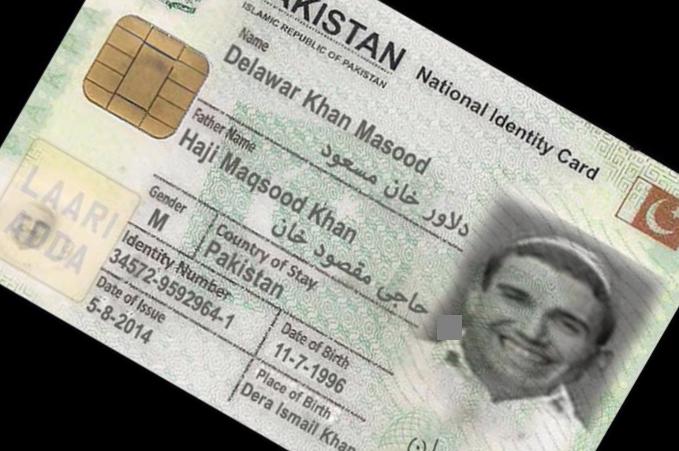 PAKISTAN National Identity Card
ISLAMIC REPUBLIC OF PAKISTAN
Name
Delawar Khan Masood
دلاور خان مسعود
Father Name
Haji Maqsood Khan
حاجی مقصود خان
Gender
M
Country of Stay
Pakistan
Identity Number
34572-9592964-1
Date of Birth
11-7-1996
Date of Issue
5-8-2014
Place of Birth
Dera Ismail Khan
LAARI
ADDA